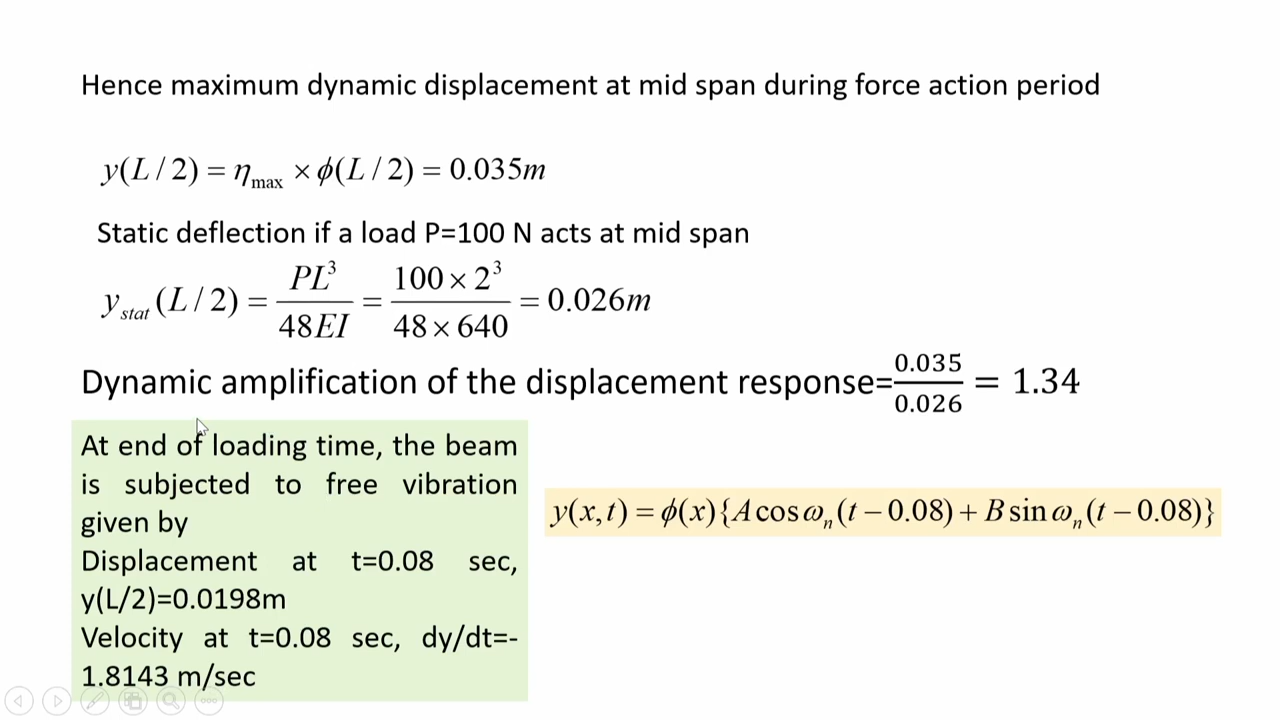 Hence maximum dynamic displacement at mid span during force action period
y(L/2) = η_max × ϕ(L/2) = 0.035m
Static deflection if a load P=100 N acts at mid span
y_stat (L/2) = PL³/48EI = 100 × 2³/48 × 640 = 0.026m
Dynamic amplification of the displacement response=0.035/0.026 = 1.34
At end of loading time, the beam
is subjected to free vibration
given by
Displacement at t=0.08 sec,
y(L/2)=0.0198m
Velocity at t=0.08 sec, dy/dt=-
1.8143 m/sec
y(x,t) = ϕ(x){A cos ω_n (t − 0.08) + B sin ω_n (t − 0.08)}